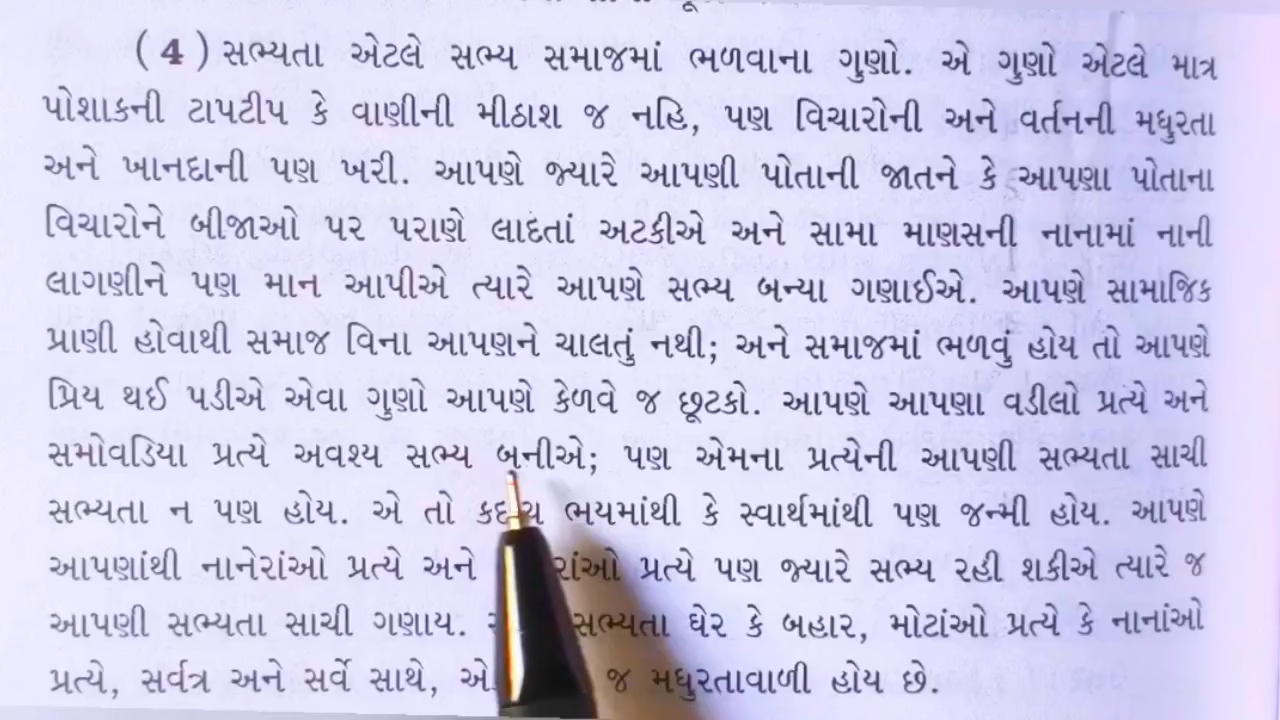 ( 4 ) સભ્યતા એટલે સભ્ય સમાજમાં ભળવાના ગુણો. એ ગુણો એટલે માત્ર
પોશાકની ટાપટીપ કે વાણીની મીઠાશ જ નહિ, પણ વિચારોની અને વર્તનની મધુરતા
અને ખાનદાની પણ ખરી. આપણે જ્યારે આપણી પોતાની જાતને કે આપણા પોતાના
વિચારોને બીજાઓ પર પરાણે લાદતાં અટકીએ અને સામા માણસની નાનામાં નાની
લાગણીને પણ માન આપીએ ત્યારે આપણે સભ્ય બન્યા ગણાઈએ. આપણે સામાજિક
પ્રાણી હોવાથી સમાજ વિના આપણને ચાલતું નથી; અને સમાજમાં ભળવું હોય તો આપણે
પ્રિય થઈ પડીએ એવા ગુણો આપણે કેળવે જ છૂટકો. આપણે આપણા વડીલો પ્રત્યે અને
સમોવડિયા પ્રત્યે અવશ્ય સભ્ય બનીએ; પણ એમના પ્રત્યેની આપણી સભ્યતા સાચી
સભ્યતા ન પણ હોય. એ તો ભયમાંથી કે સ્વાર્થમાંથી પણ જન્મી હોય. આપણે
આપણાંથી નાનેરાંઓ પ્રત્યે અને પ્રત્યે પણ જ્યારે સભ્ય રહી શકીએ ત્યારે જ
આપણી સભ્યતા સાચી ગણાય. સભ્યતા ઘેર કે બહાર, મોટાંઓ પ્રત્યે કે નાનાંઓ
પ્રત્યે, સર્વત્ર અને સર્વે સાથે, જ મધુરતાવાળી હોય છે.